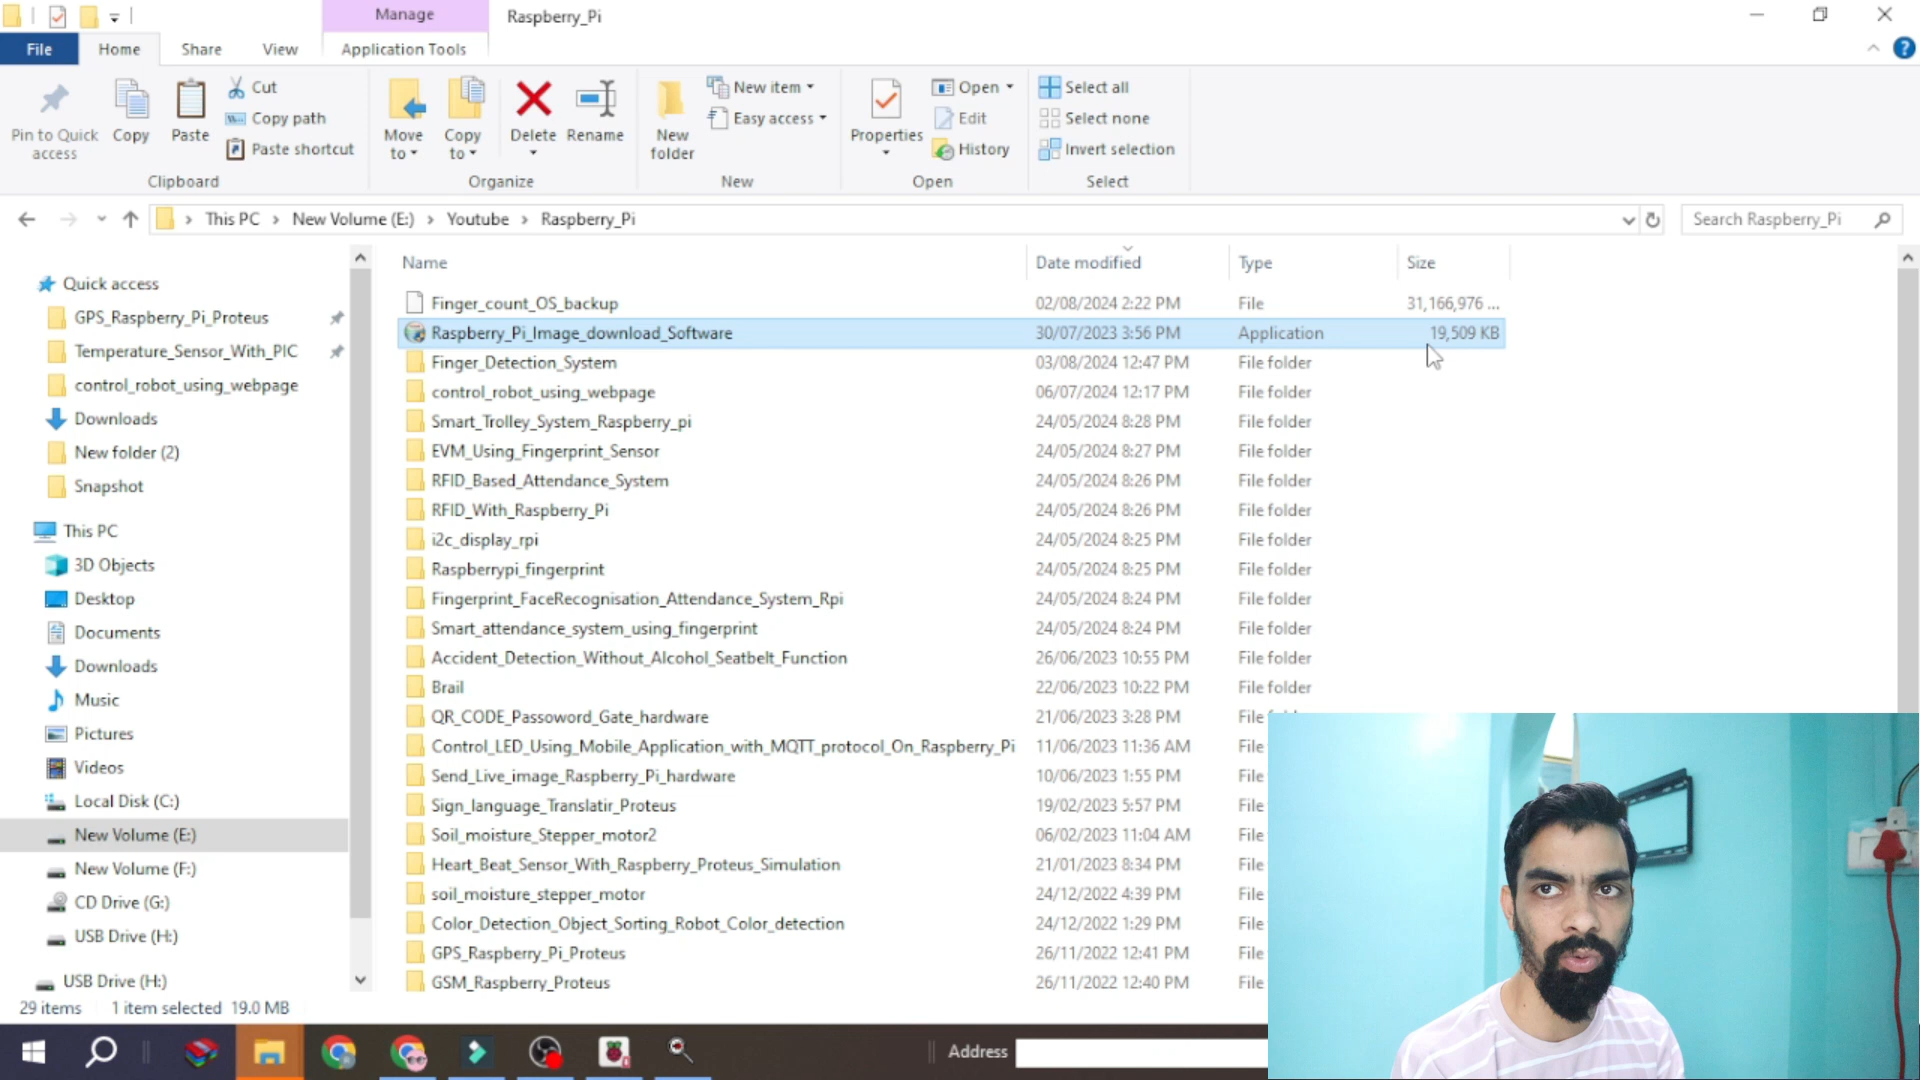 Manage
Raspberry_Pi
File
Home
Share
View
Application Tools
Pin to Quick access
Copy
Paste
Cut
Copy path
Paste shortcut
Clipboard
Move to
Copy to
Delete
Rename
Organize
New folder
New item
Easy access
New
Properties
Open
Edit
History
Open
Select all
Select none
Invert selection
Select
This PC > New Volume (E:) > Youtube > Raspberry_Pi
Search Raspberry_Pi
Quick access
GPS_Raspberry_Pi_Proteus
Temperature_Sensor_With_PIC
control_robot_using_webpage
Downloads
New folder (2)
Snapshot
This PC
3D Objects
Desktop
Documents
Downloads
Music
Pictures
Videos
Local Disk (C:)
New Volume (E:)
New Volume (F:)
CD Drive (G:)
USB Drive (H:)
USB Drive (H:)
Name Date modified Type Size
Finger_count_OS_backup 02/08/2024 2:22 PM File 31,166,976 ...
Raspberry_Pi_Image_download_Software 30/07/2023 3:56 PM Application 19,509 KB
Finger_Detection_System 03/08/2024 12:47 PM File folder
control_robot_using_webpage 06/07/2024 12:17 PM File folder
Smart_Trolley_System_Raspberry_pi 24/05/2024 8:28 PM File folder
EVM_Using_Fingerprint_Sensor 24/05/2024 8:27 PM File folder
RFID_Based_Attendance_System 24/05/2024 8:26 PM File folder
RFID_With_Raspberry_Pi 24/05/2024 8:26 PM File folder
i2c_display_rpi 24/05/2024 8:25 PM File folder
Raspberrypi_fingerprint 24/05/2024 8:25 PM File folder
Fingerprint_FaceRecognisation_Attendance_System_Rpi 24/05/2024 8:24 PM File folder
Smart_attendance_system_using_fingerprint 24/05/2024 8:24 PM File folder
Accident_Detection_Without_Alcohol_Seatbelt_Function 26/06/2023 10:55 PM File folder
Brail 22/06/2023 10:22 PM File folder
QR_CODE_Passoword_Gate_hardware 21/06/2023 3:28 PM File
Control_LED_Using_Mobile_Application_with_MQTT_protocol_On_Raspberry_Pi 11/06/2023 11:36 AM File
Send_Live_image_Raspberry_Pi_hardware 10/06/2023 1:55 PM File
Sign_language_Translatir_Proteus 19/02/2023 5:57 PM File
Soil_moisture_Stepper_motor2 06/02/2023 11:04 AM File
Heart_Beat_Sensor_With_Raspberry_Proteus_Simulation 21/01/2023 8:34 PM File
soil_moisture_stepper_motor 24/12/2022 4:39 PM File
Color_Detection_Object_Sorting_Robot_Color_detection 24/12/2022 1:29 PM File
GPS_Raspberry_Pi_Proteus 26/11/2022 12:41 PM File
GSM_Raspberry_Proteus 26/11/2022 12:40 PM File
29 items 1 item selected 19.0 MB
Address